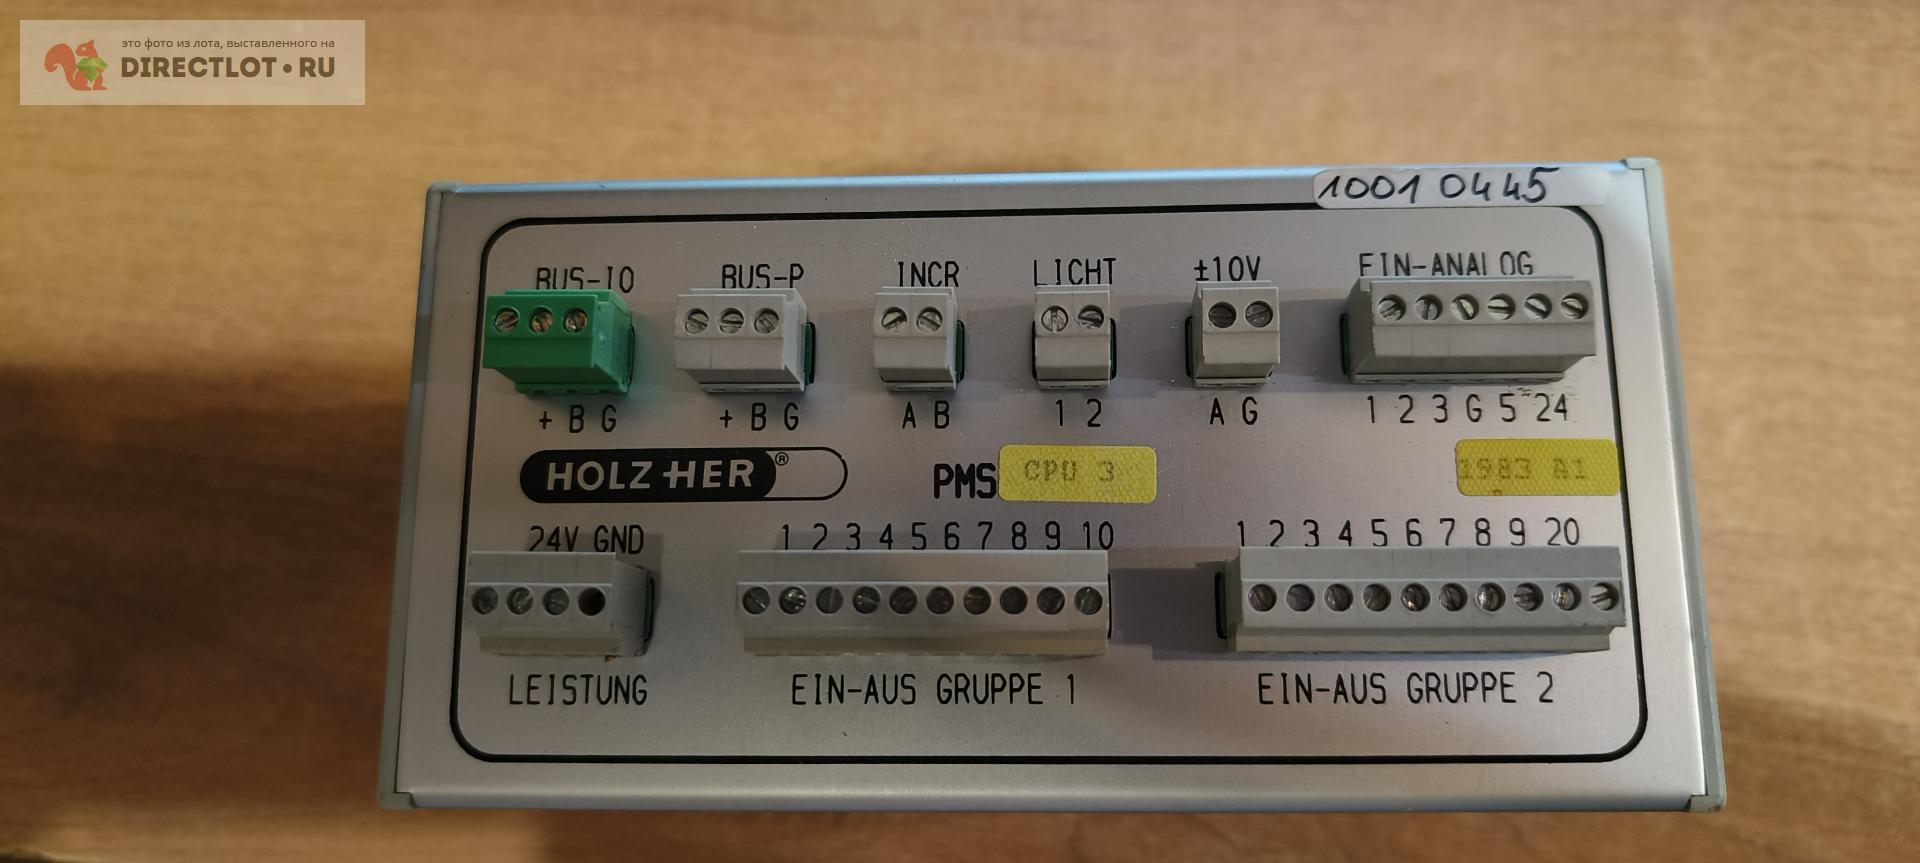 это фото из лота, выставленного на
DIRECTLOT.RU
10010445
BUS-IO BUS-P INCR LICHT ±10V EIN-ANALOG
+ B G + B G A B 1 2 A G 1 2 3 G 5 24
HOLZ-HER® PMS CPU 3 1983 A1
24V GND 1 2 3 4 5 6 7 8 9 10 1 2 3 4 5 6 7 8 9 20
LEISTUNG EIN-AUS GRUPPE 1 EIN-AUS GRUPPE 2